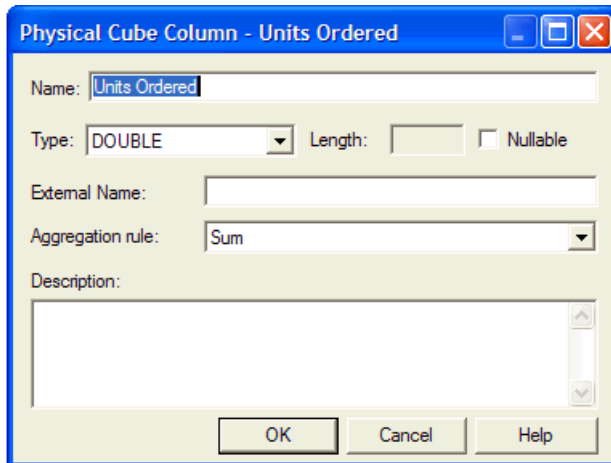 Physical Cube Column - Units Ordered
Name: Units Ordered
Type: DOUBLE Length: Nullable
External Name:
Aggregation rule: Sum
Description:
OK Cancel Help